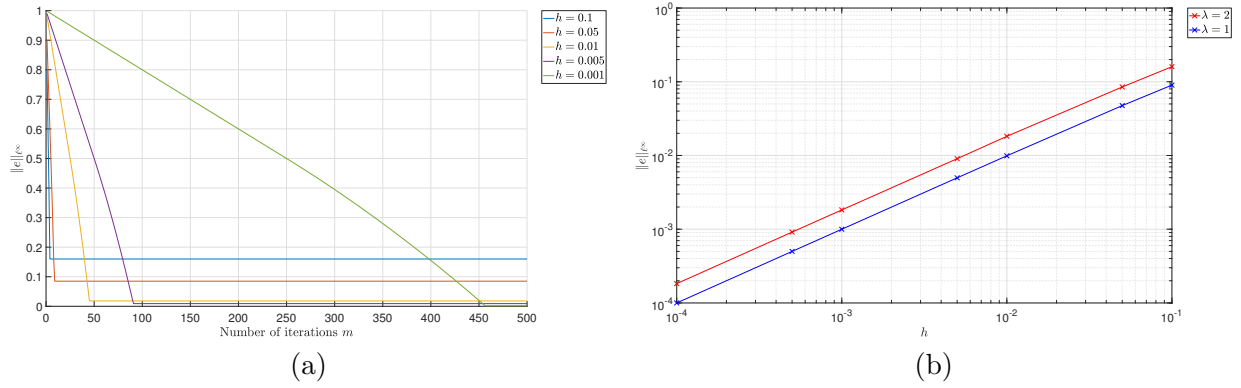 1
0.9
0.8
0.7
0.6
0.5
0.4
0.3
0.2
0.1
0
‖e‖ℓ∞
0 50 100 150 200 250 300 350 400 450 500
Number of iterations m
h = 0.1
h = 0.05
h = 0.01
h = 0.005
h = 0.001
(a)
10⁰
10⁻¹
10⁻²
10⁻³
10⁻⁴
‖e‖ℓ∞
10⁻⁴ 10⁻³ 10⁻² 10⁻¹
h
λ = 2
λ = 1
(b)